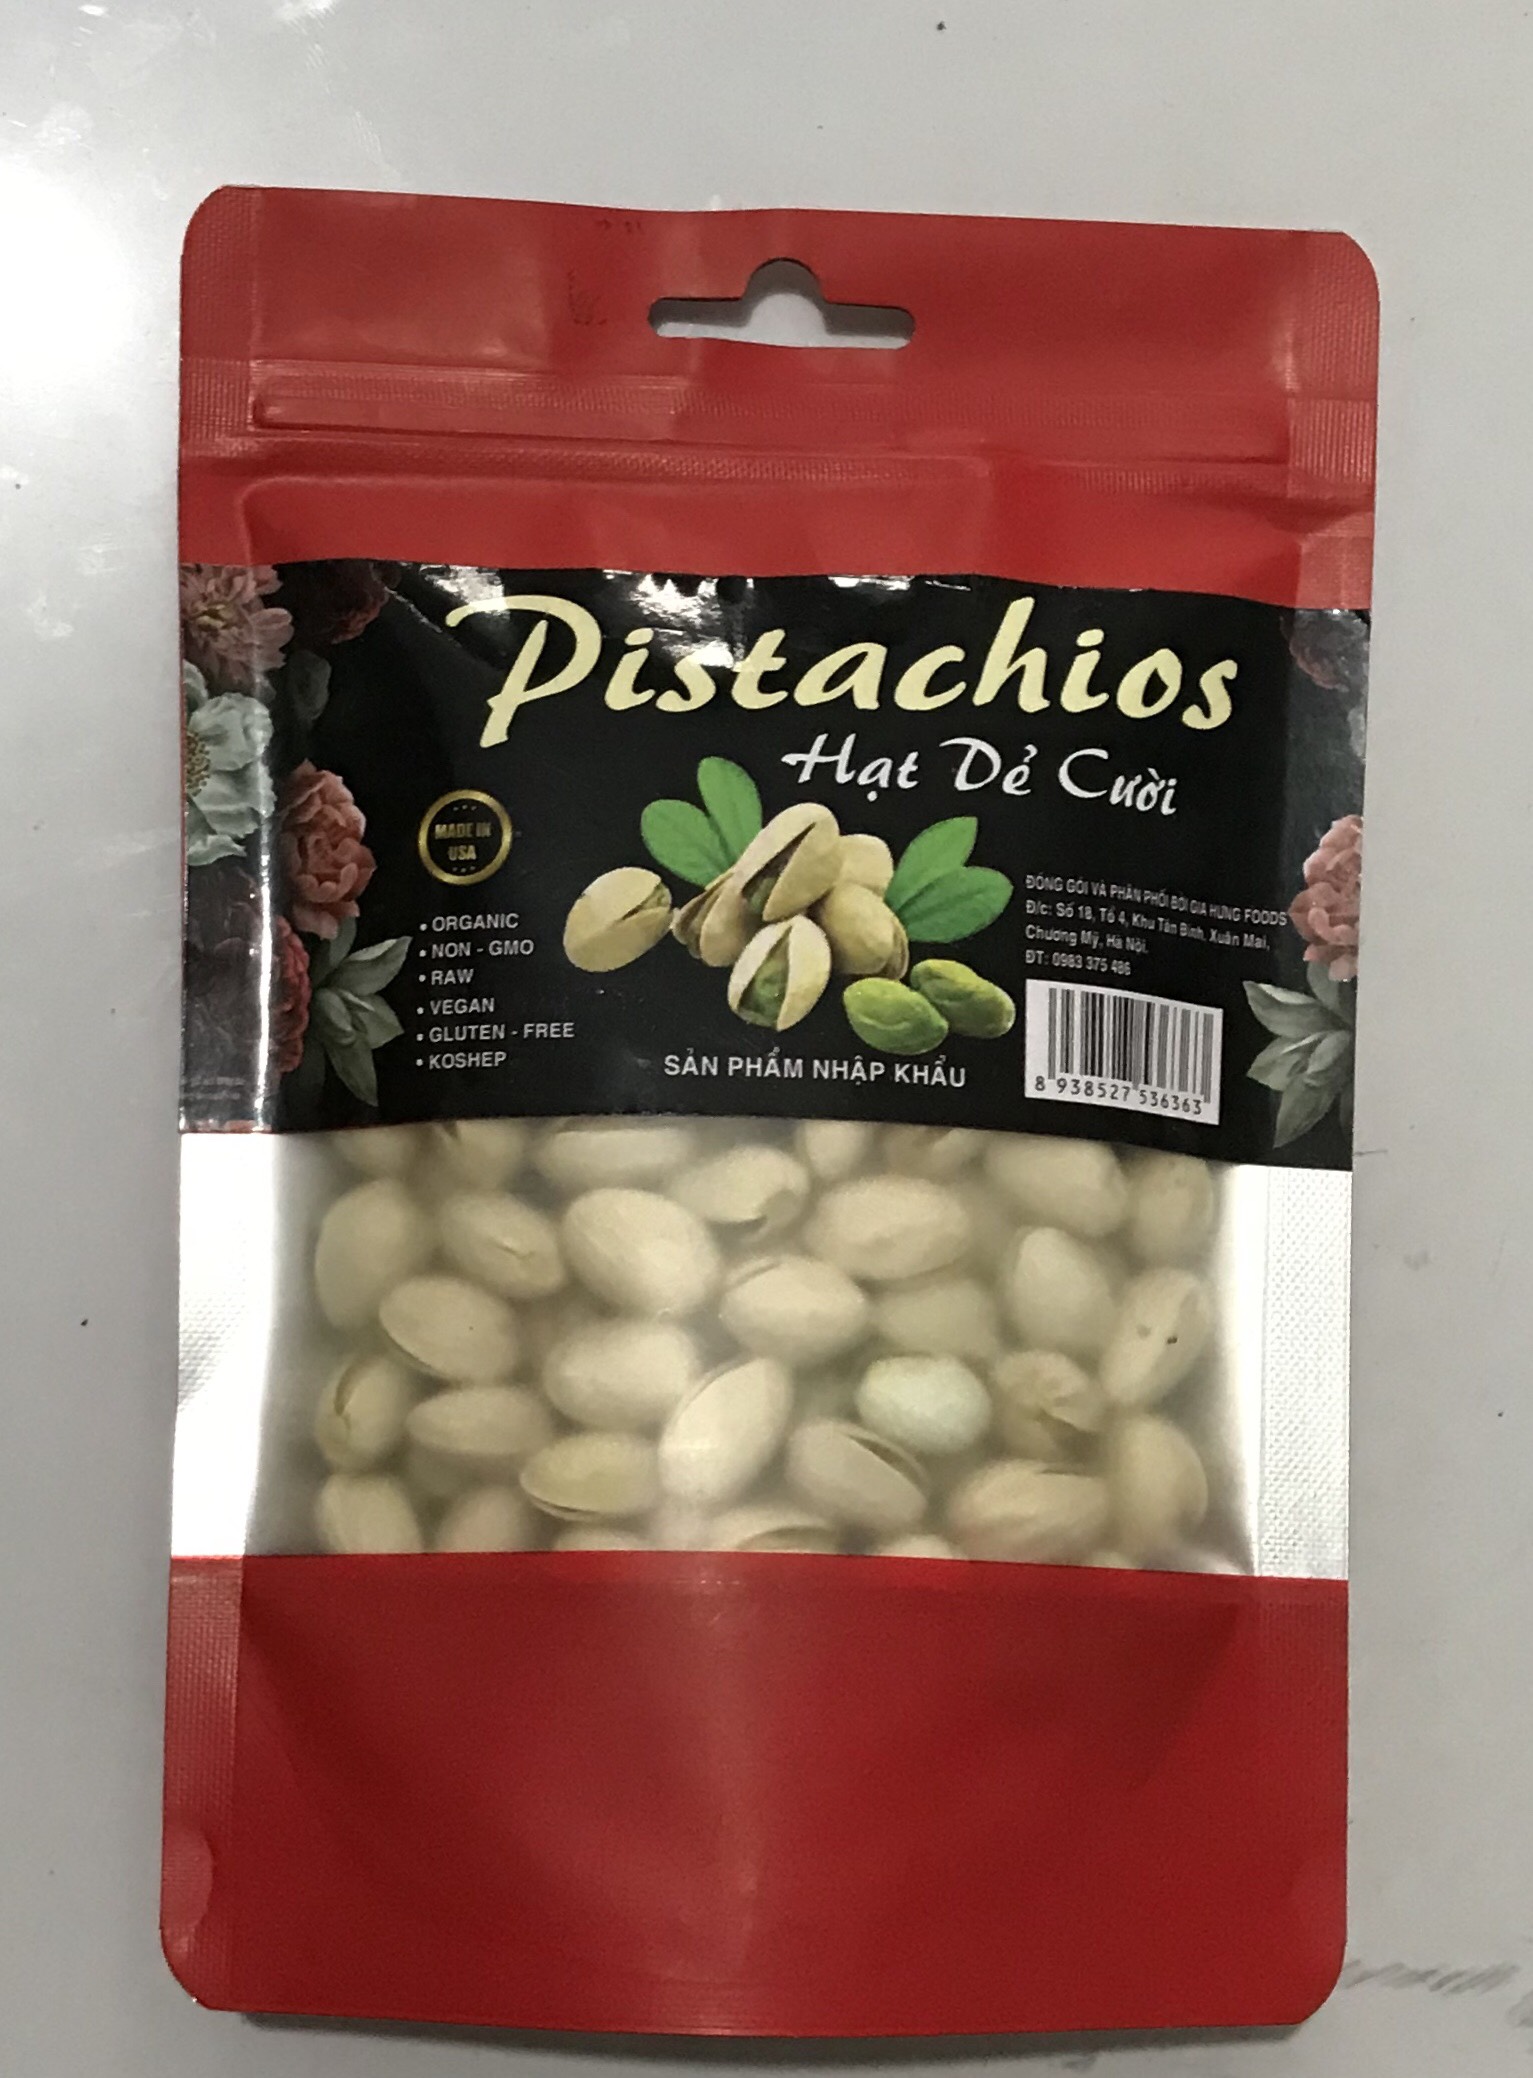 Pistachios
Hạt Dẻ Cười
MADE IN
USA
• ORGANIC
• NON - GMO
• RAW
• VEGAN
• GLUTEN - FREE
• KOSHEP
ĐÓNG GÓI VÀ PHÂN PHỐI BỞI GIA HƯNG FOODS
Đ/c: Số 18, Tổ 4, Khu Tân Bình, Xuân Mai,
Chương Mỹ, Hà Nội.
ĐT: 0983 375 486
SẢN PHẨM NHẬP KHẨU
8 938527 536363